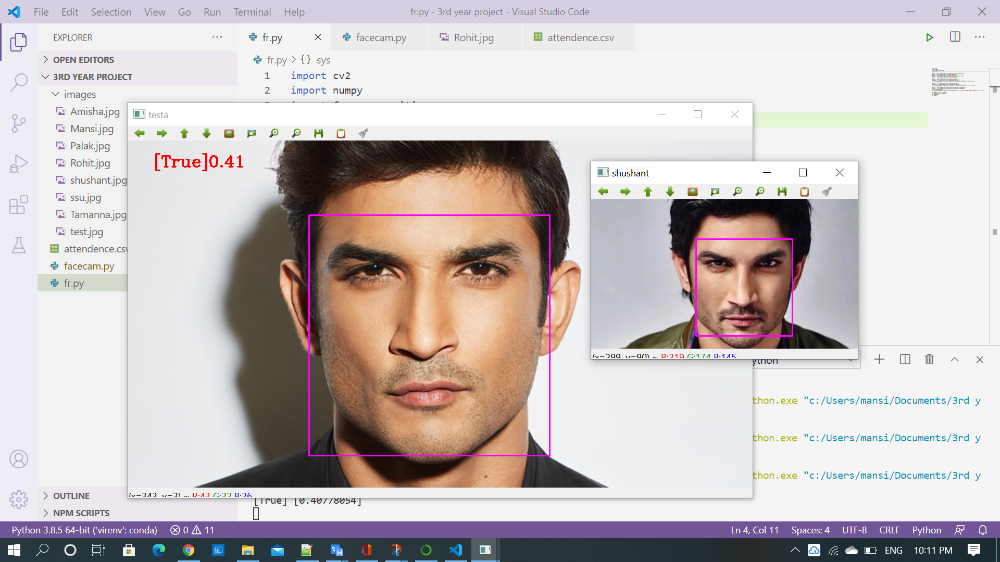 File Edit Selection View Go Run Terminal Help
fr.py - 3rd year project - Visual Studio Code
EXPLORER
fr.py
facecam.py
Rohit.jpg
attendence.csv
OPEN EDITORS
fr.py > {} sys
3RD YEAR PROJECT
1 import cv2
2 import numpy
images
Amisha.jpg
Mansi.jpg
Palak.jpg
Rohit.jpg
shushant.jpg
ssu.jpg
Tamanna.jpg
test.jpg
attendence.csv
facecam.py
fr.py
testa
[True]0.41
(x=343, y=3) ~ R:43 G:32 B:26
shushant
(x=299, y=90) ~ R:219 G:174 B:145
ython
thon.exe "c:/Users/mansi/Documents/3rd y
thon.exe "c:/Users/mansi/Documents/3rd y
thon.exe "c:/Users/mansi/Documents/3rd y
[True] [0.40778054]
OUTLINE
NPM SCRIPTS
Python 3.8.5 64-bit ('virenv': conda) 0 11
Ln 4, Col 11 Spaces: 4 UTF-8 CRLF Python
ENG 10:11 PM